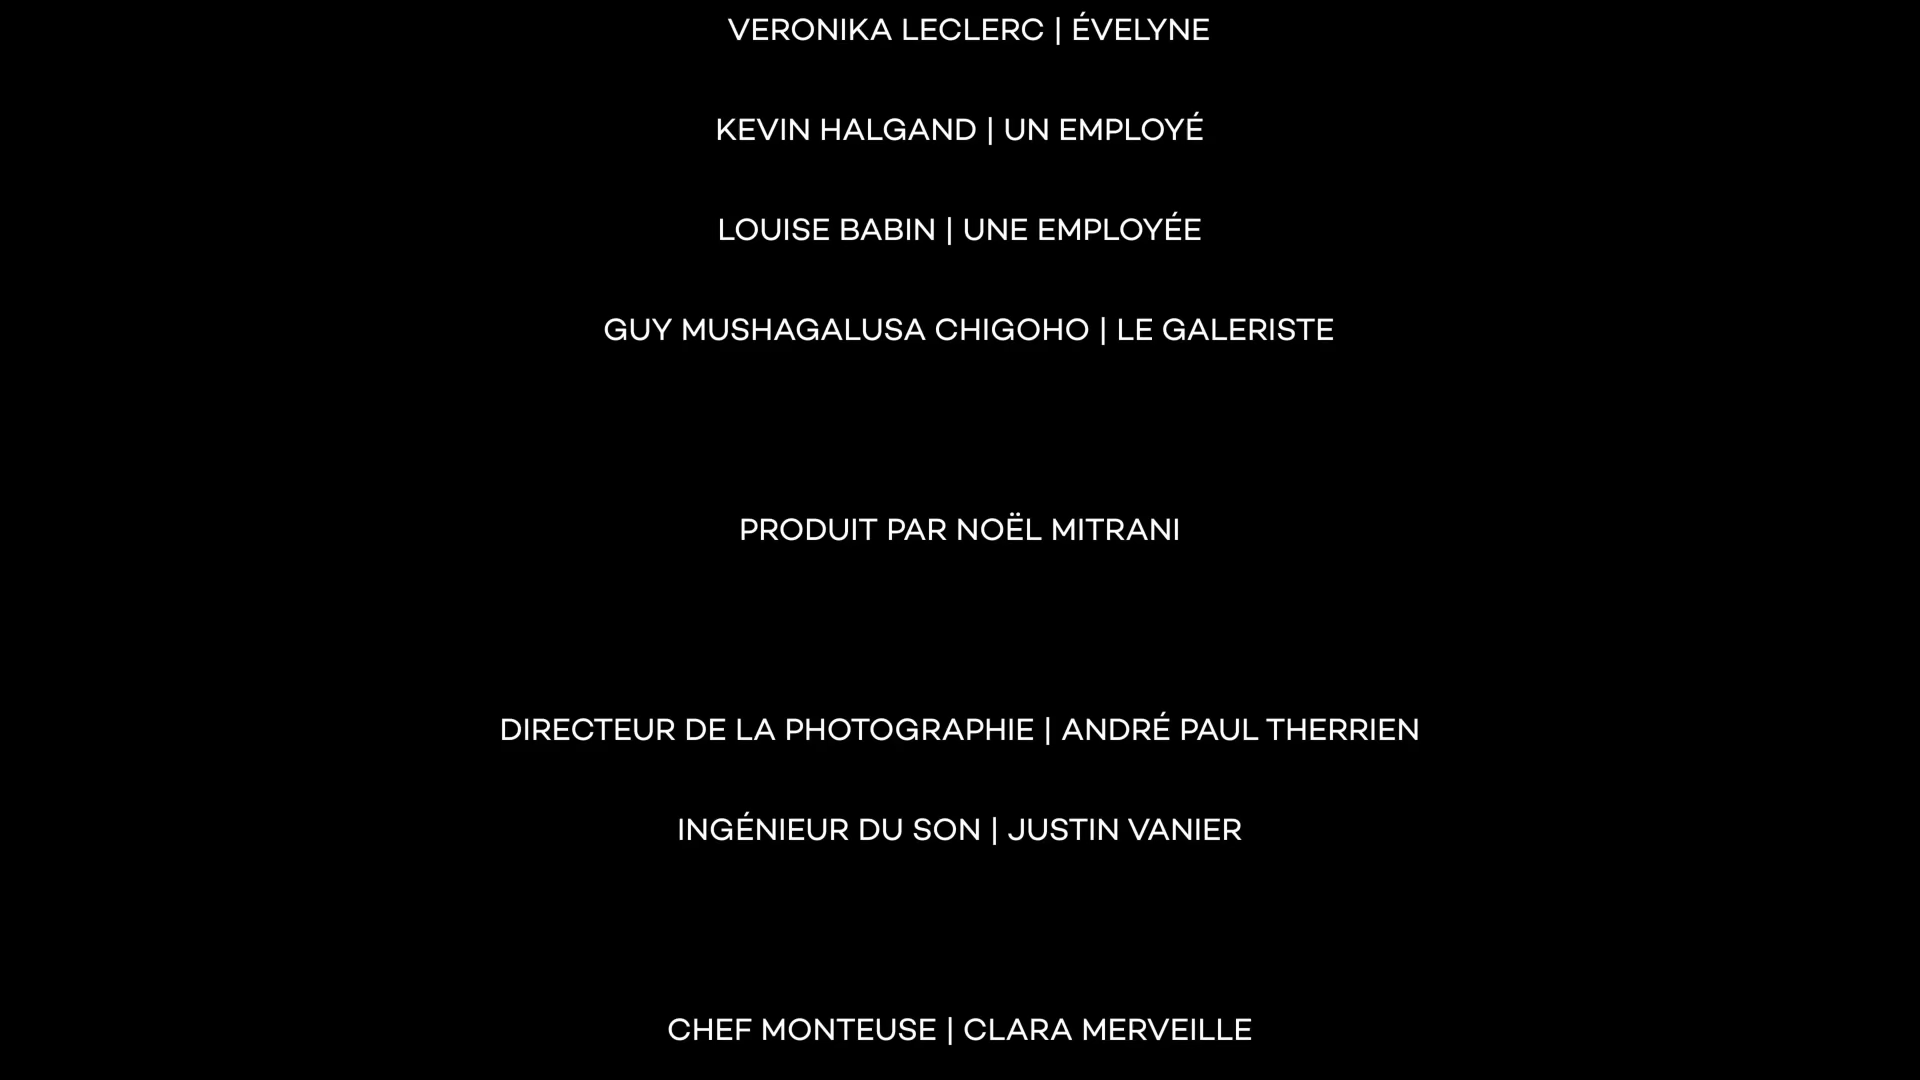 VERONIKA LECLERC | ÉVELYNE
KEVIN HALGAND | UN EMPLOYÉ
LOUISE BABIN | UNE EMPLOYÉE
GUY MUSHAGALUSA CHIGOHO | LE GALERISTE
PRODUIT PAR NOËL MITRANI
DIRECTEUR DE LA PHOTOGRAPHIE | ANDRÉ PAUL THERRIEN
INGÉNIEUR DU SON | JUSTIN VANIER
CHEF MONTEUSE | CLARA MERVEILLE